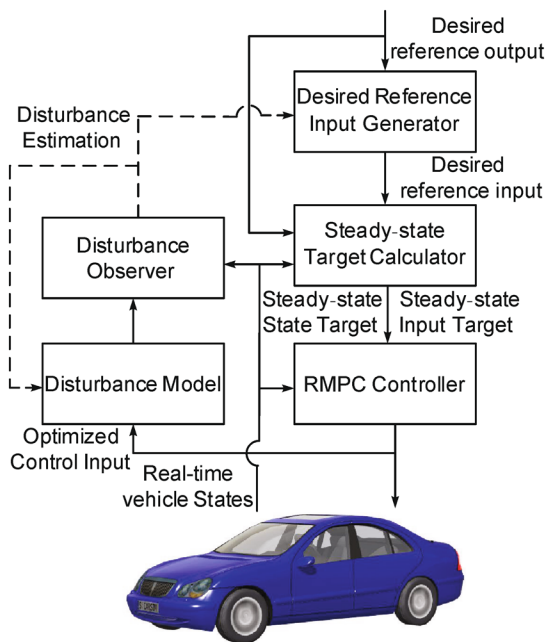 Desired
reference output
Desired Reference
Input Generator
Disturbance
Estimation
Desired
reference input
Steady-state
Target Calculator
Disturbance
Observer
Steady-state
State Target
Steady-state
Input Target
Disturbance Model
RMPC Controller
Optimized
Control Input
Real-time
vehicle States